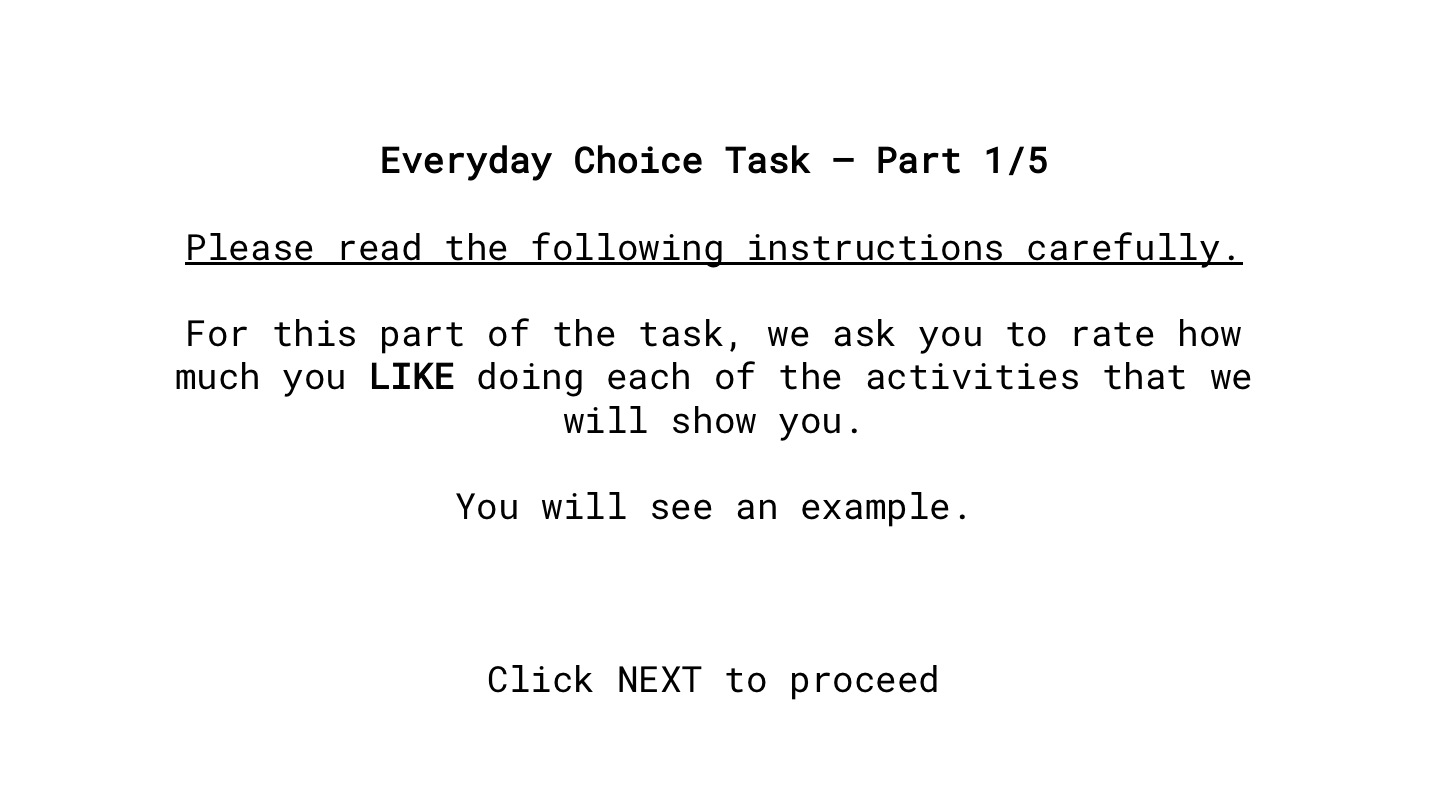 Everyday Choice Task – Part 1/5
Please read the following instructions carefully.
For this part of the task, we ask you to rate how
much you LIKE doing each of the activities that we
will show you.
You will see an example.
Click NEXT to proceed